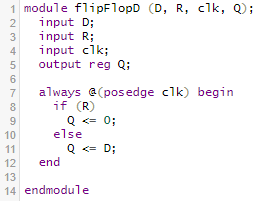 1 module flipFlopD (D, R, clk, Q);
2   input D;
3   input R;
4   input clk;
5   output reg Q;
6
7   always @(posedge clk) begin
8     if (R)
9       Q <= 0;
10     else
11       Q <= D;
12   end
13
14 endmodule